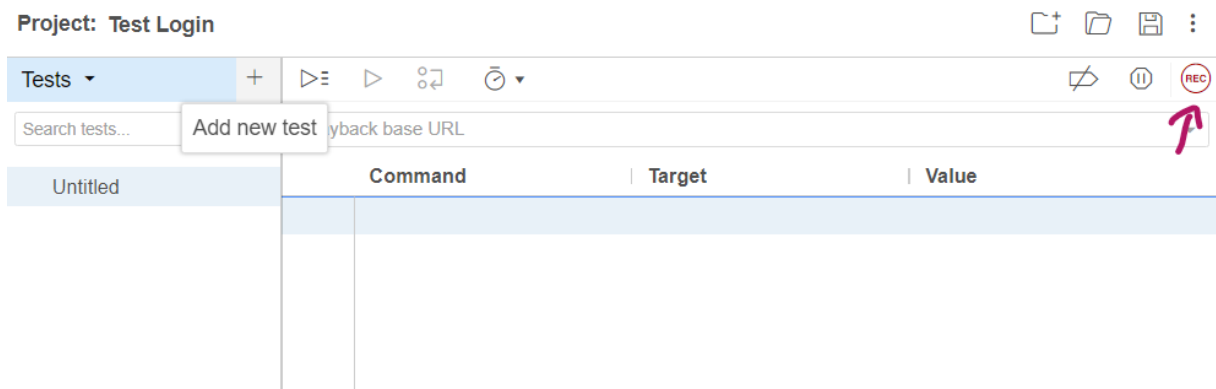 Project: Test Login
Tests
REC
Search tests...
Add new test
yback base URL
Command Target Value
Untitled